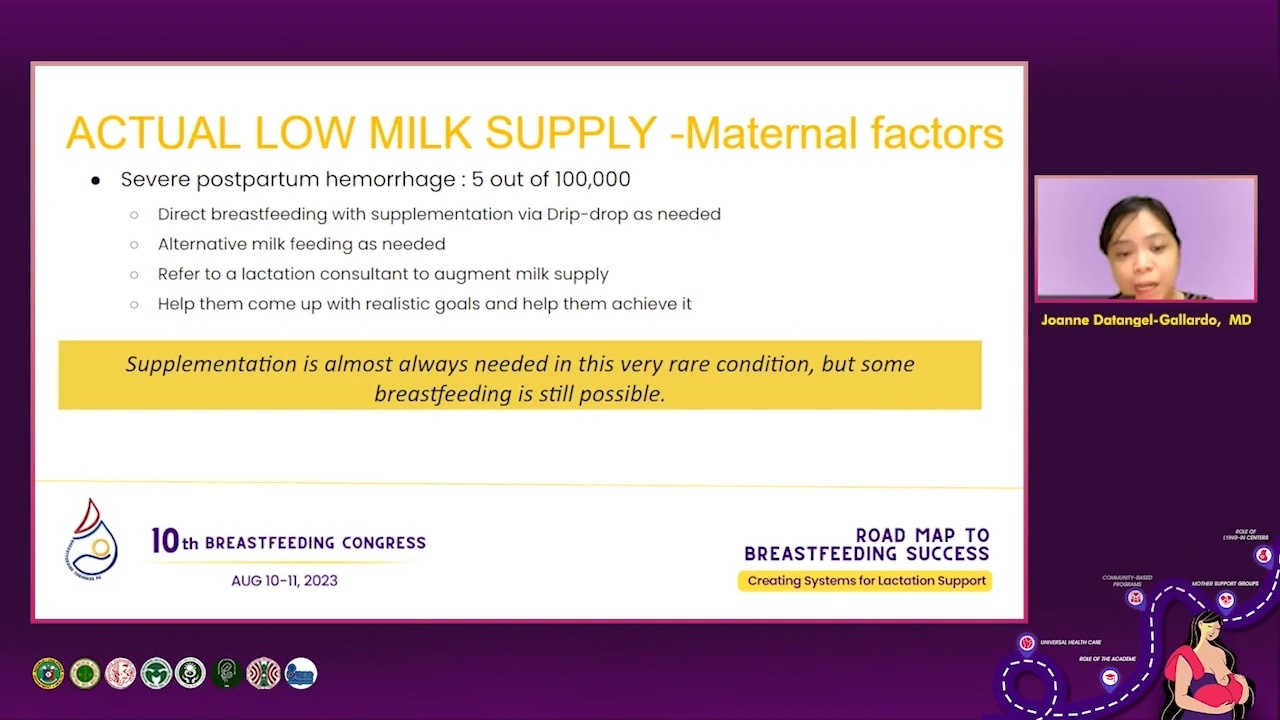 ACTUAL LOW MILK SUPPLY -Maternal factors
● Severe postpartum hemorrhage : 5 out of 100,000
○ Direct breastfeeding with supplementation via Drip-drop as needed
○ Alternative milk feeding as needed
○ Refer to a lactation consultant to augment milk supply
○ Help them come up with realistic goals and help them achieve it
Supplementation is almost always needed in this very rare condition, but some
breastfeeding is still possible.
10th BREASTFEEDING CONGRESS
AUG 10-11, 2023
ROAD MAP TO
BREASTFEEDING SUCCESS
Creating Systems for Lactation Support
Joanne Datangel-Gallardo, MD
ROLE OF
LYING-IN CENTERS
COMMUNITY-BASED
PROGRAMS
MOTHER SUPPORT GROUPS
UNIVERSAL HEALTH CARE
ROLE OF THE ACADEME